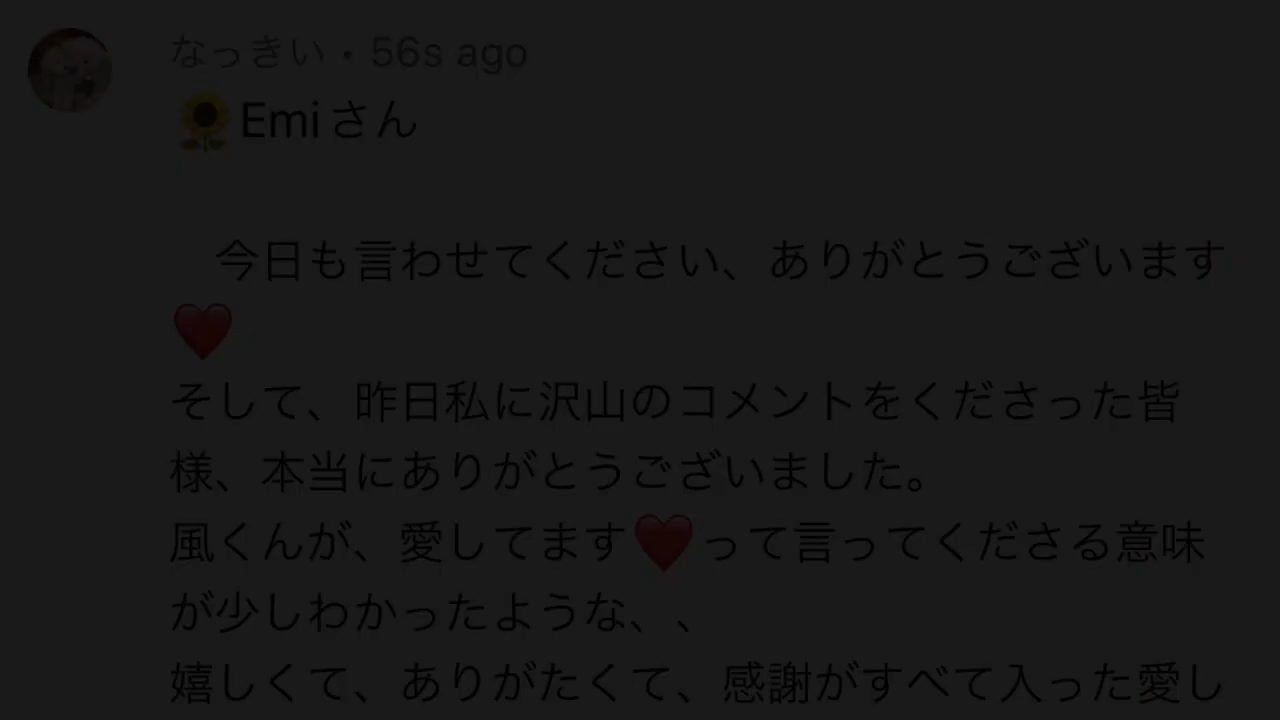 なっきい • 56s ago
🌻Emiさん
今日も言わせてください、ありがとうございます
❤️
そして、昨日私に沢山のコメントをくださった皆
様、本当にありがとうございました。
風くんが、愛してます❤️って言ってくださる意味
が少しわかったような、、
嬉しくて、ありがたくて、感謝がすべて入った愛し